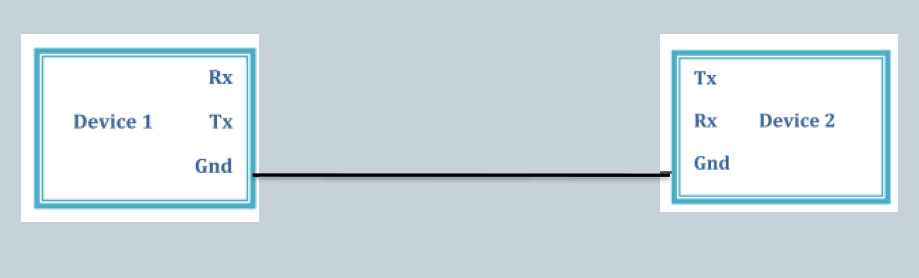 Rx
Device 1 Tx
Gnd
Tx
Rx Device 2
Gnd